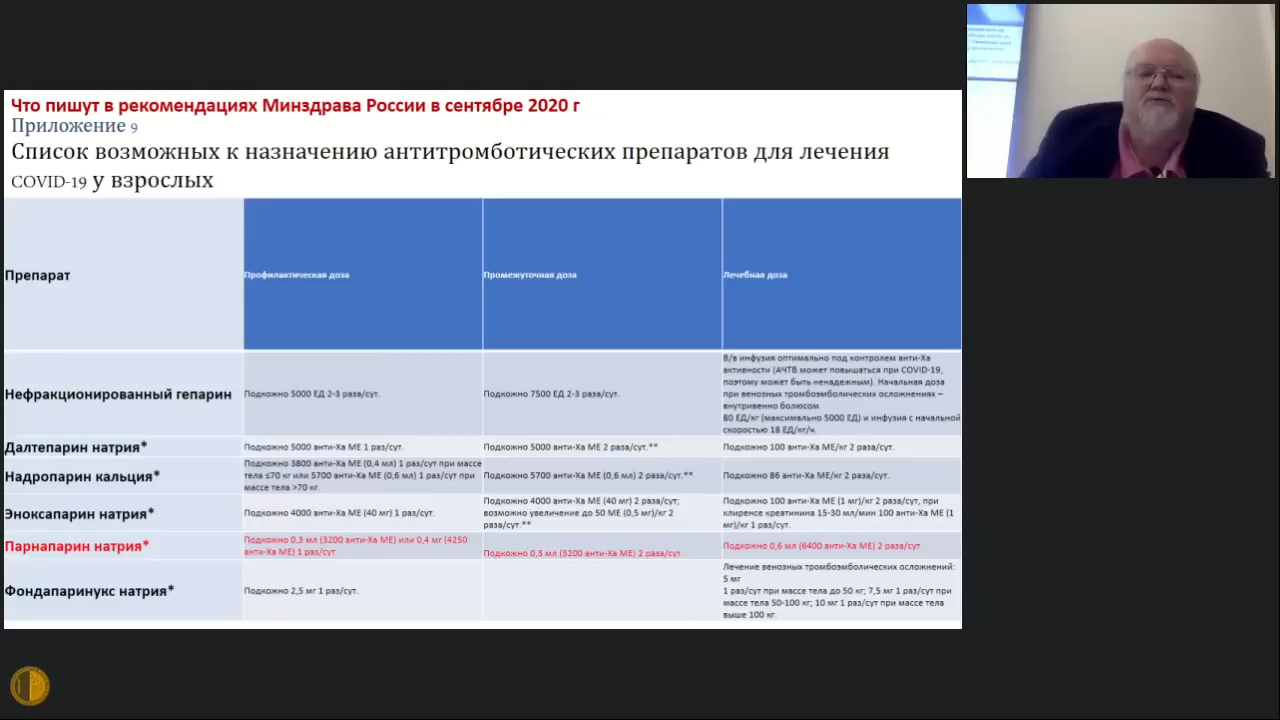 Что пишут в рекомендациях Минздрава России в сентябре 2020 г
Приложение 9
Список возможных к назначению антитромботических препаратов для лечения
COVID-19 у взрослых
Препарат
Профилактическая доза
Промежуточная доза
Лечебная доза
Нефракционированный гепарин
Подкожно 5000 ЕД 2-3 раза/сут.
Подкожно 7500 ЕД 2-3 раза/сут.
В/в инфузия оптимально под контролем анти-Ха
активности (АЧТВ может повышаться при COVID-19,
поэтому может быть ненадежным). Начальная доза
при венозных тромбоэмболических осложнениях –
внутривенно болюсом
80 ЕД/кг (максимально 5000 ЕД) и инфузия с начальной
скоростью 18 ЕД/кг/ч.
Далтепарин натрия*
Подкожно 5000 анти-Ха МЕ 1 раз/сут.
Подкожно 5000 анти-Ха МЕ 2 раза/сут.**
Подкожно 100 анти-Ха МЕ/кг 2 раза/сут.
Надропарин кальция*
Подкожно 3800 анти-Ха МЕ (0,4 мл) 1 раз/сут при массе
тела ≤70 кг или 5700 анти-Ха МЕ (0,6 мл) 1 раз/сут при
массе тела >70 кг.
Подкожно 5700 анти-Ха МЕ (0,6 мл) 2 раза/сут.**
Подкожно 86 анти-Ха МЕ/кг 2 раза/сут.
Эноксапарин натрия*
Подкожно 4000 анти-Ха МЕ (40 мг) 1 раз/сут.
Подкожно 4000 анти-Ха МЕ (40 мг) 2 раза/сут;
возможно увеличение до 50 МЕ (0,5 мг)/кг 2
раза/сут.**
Подкожно 100 анти-Ха МЕ (1 мг)/кг 2 раза/сут, при
клиренсе креатинина 15-30 мл/мин 100 анти-Ха МЕ (1
мг)/кг 1 раз/сут.
Парнапарин натрия*
Подкожно 0,3 мл (3200 анти-Ха МЕ) или 0,4 мг (4250
анти-Ха МЕ) 1 раз/сут
Подкожно 0,3 мл (3200 анти-Ха МЕ) 2 раза/сут
Подкожно 0,6 мл (6400 анти-Ха МЕ) 2 раза/сут
Фондапаринукс натрия*
Подкожно 2,5 мг 1 раз/сут.
Лечение венозных тромбоэмболических осложнений:
5 мг
1 раз/сут при массе тела до 50 кг; 7,5 мг 1 раз/сут при
массе тела 50-100 кг; 10 мг 1 раз/сут при массе тела
выше 100 кг.